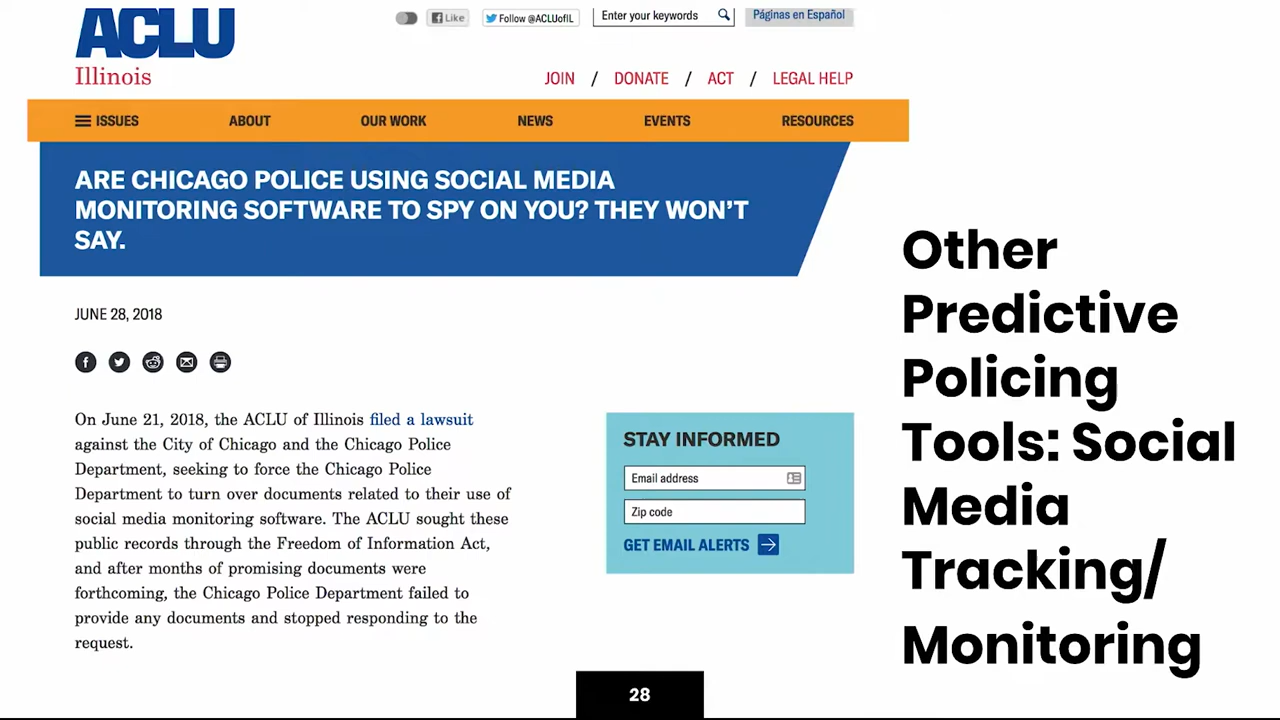 ACLU
Illinois
Like
Follow @ACLUofIL
Enter your keywords
Páginas en Español
JOIN / DONATE / ACT / LEGAL HELP
ISSUES
ABOUT
OUR WORK
NEWS
EVENTS
RESOURCES
ARE CHICAGO POLICE USING SOCIAL MEDIA
MONITORING SOFTWARE TO SPY ON YOU? THEY WON'T
SAY.
JUNE 28, 2018
On June 21, 2018, the ACLU of Illinois filed a lawsuit
against the City of Chicago and the Chicago Police
Department, seeking to force the Chicago Police
Department to turn over documents related to their use of
social media monitoring software. The ACLU sought these
public records through the Freedom of Information Act,
and after months of promising documents were
forthcoming, the Chicago Police Department failed to
provide any documents and stopped responding to the
request.
STAY INFORMED
Email address
Zip code
GET EMAIL ALERTS
Other
Predictive
Policing
Tools: Social
Media
Tracking/
Monitoring
28